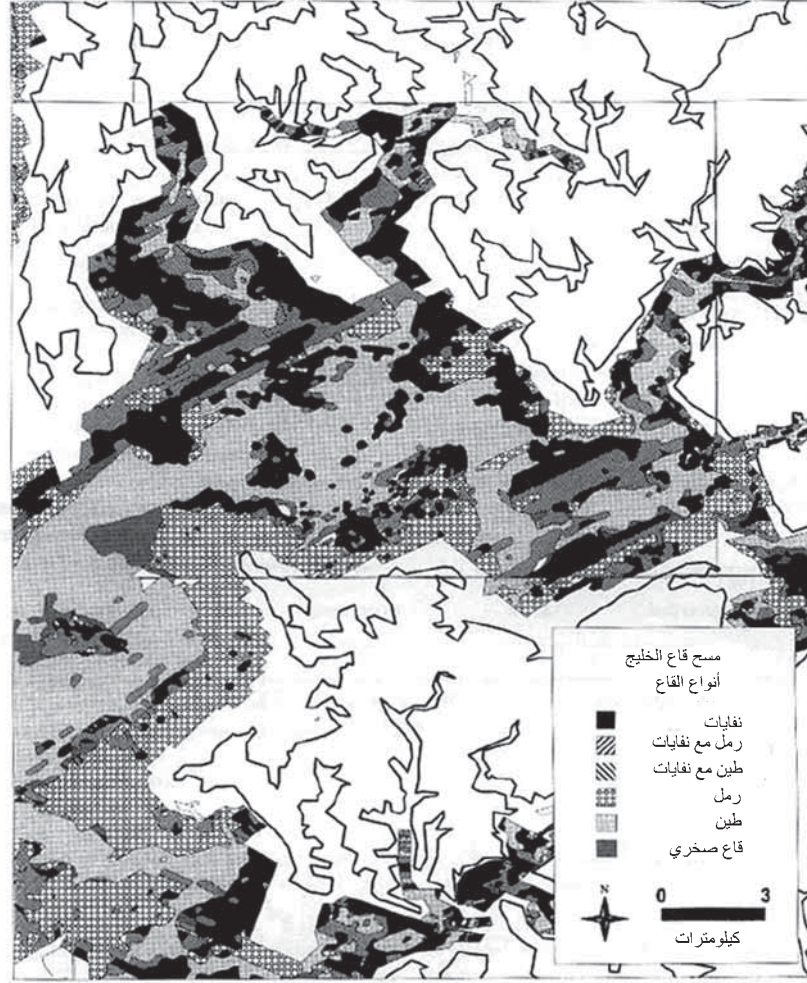 مسح قاع الخليج
أنواع القاع
نفايات
رمل مع نفايات
طين مع نفايات
رمل
طين
قاع صخري
N
0 3
كيلومترات